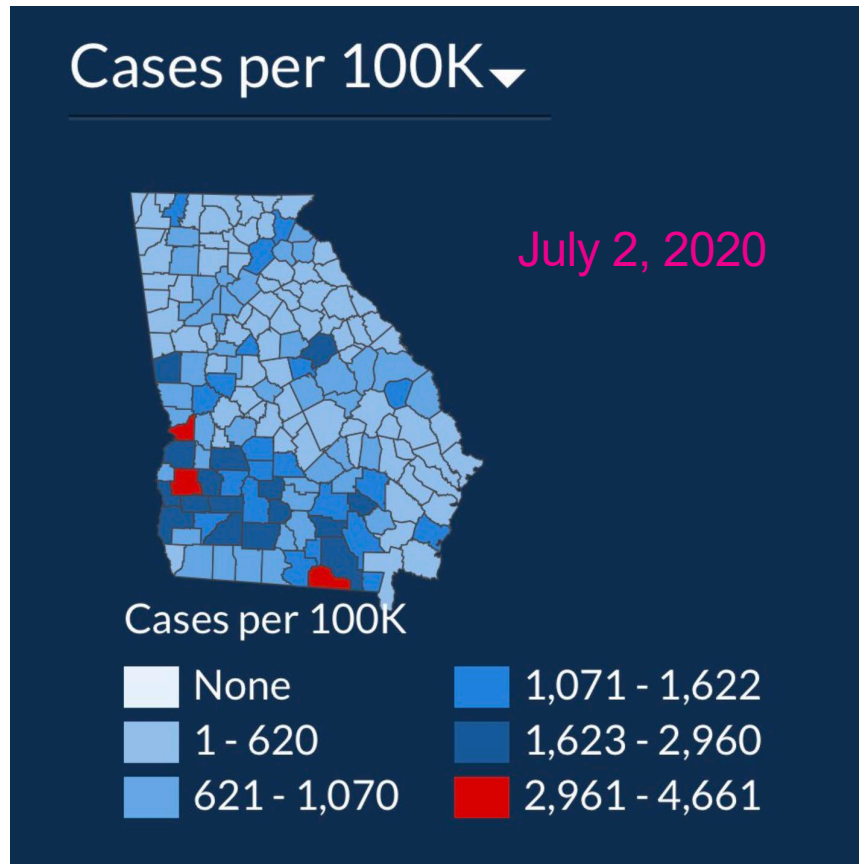 Cases per 100K
July 2, 2020
Cases per 100K
None
1 - 620
621 - 1,070
1,071 - 1,622
1,623 - 2,960
2,961 - 4,661